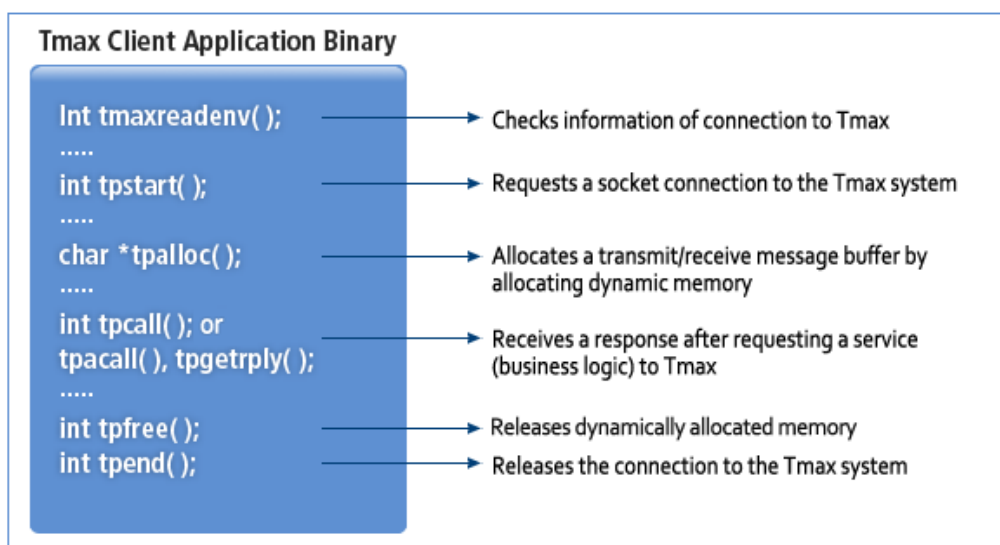 Tmax Client Application Binary
Int tmaxreadenv( );
Checks information of connection to Tmax
.....
int tpstart( );
Requests a socket connection to the Tmax system
.....
char *tpalloc( );
Allocates a transmit/receive message buffer by
allocating dynamic memory
.....
int tpcall( ); or
tpacall( ), tpgetrply( );
Receives a response after requesting a service
(business logic) to Tmax
.....
int tpfree( );
Releases dynamically allocated memory
int tpend( );
Releases the connection to the Tmax system